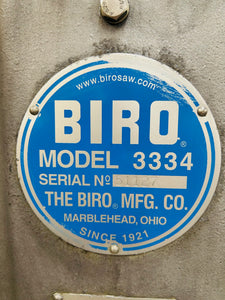 www.birosaw.com
BIRO®
MODEL 3334
SERIAL Nº
THE BIRO® MFG. CO.
MARBLEHEAD, OHIO
SINCE 1921